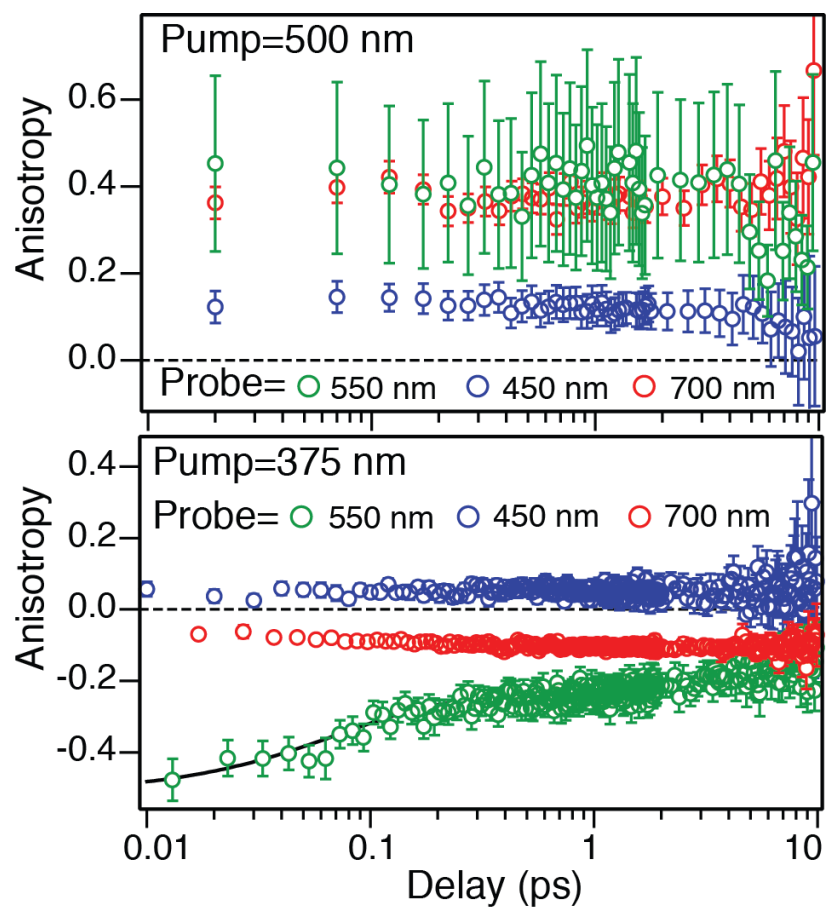 Pump=500 nm
Anisotropy
0.6
0.4
0.2
0.0
Probe= 550 nm 450 nm 700 nm
Pump=375 nm
Probe= 550 nm 450 nm 700 nm
Anisotropy
0.4
0.2
0.0
-0.2
-0.4
0.01 0.1 1 10
Delay (ps)